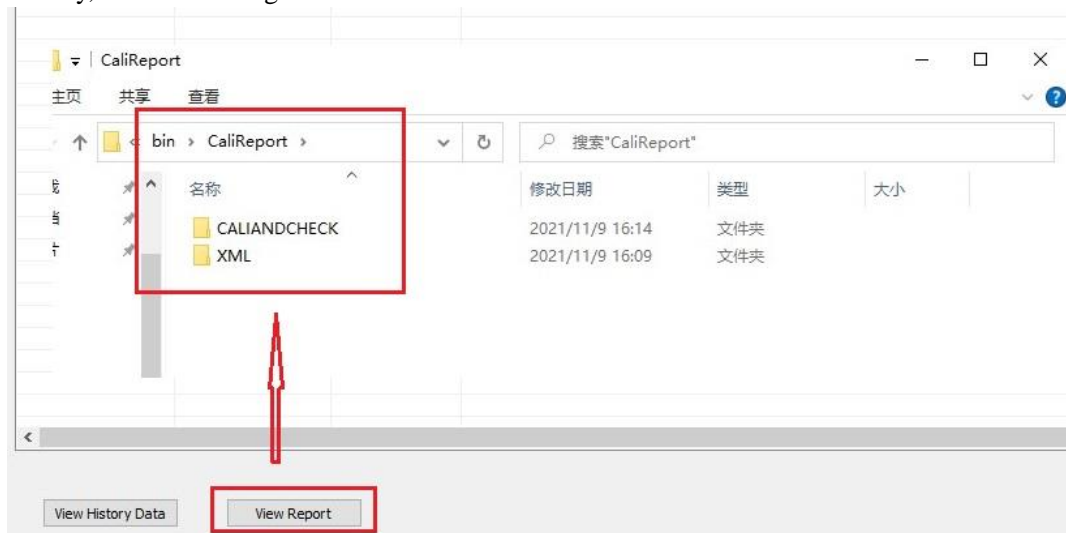 CaliReport
主页 共享 查看
bin › CaliReport › 搜索"CaliReport"
名称 修改日期 类型 大小
CALIANDCHECK 2021/11/9 16:14 文件夹
XML 2021/11/9 16:09 文件夹
View History Data View Report